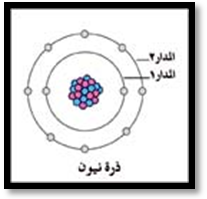 المدار٢
المدار١
ذرة نيون